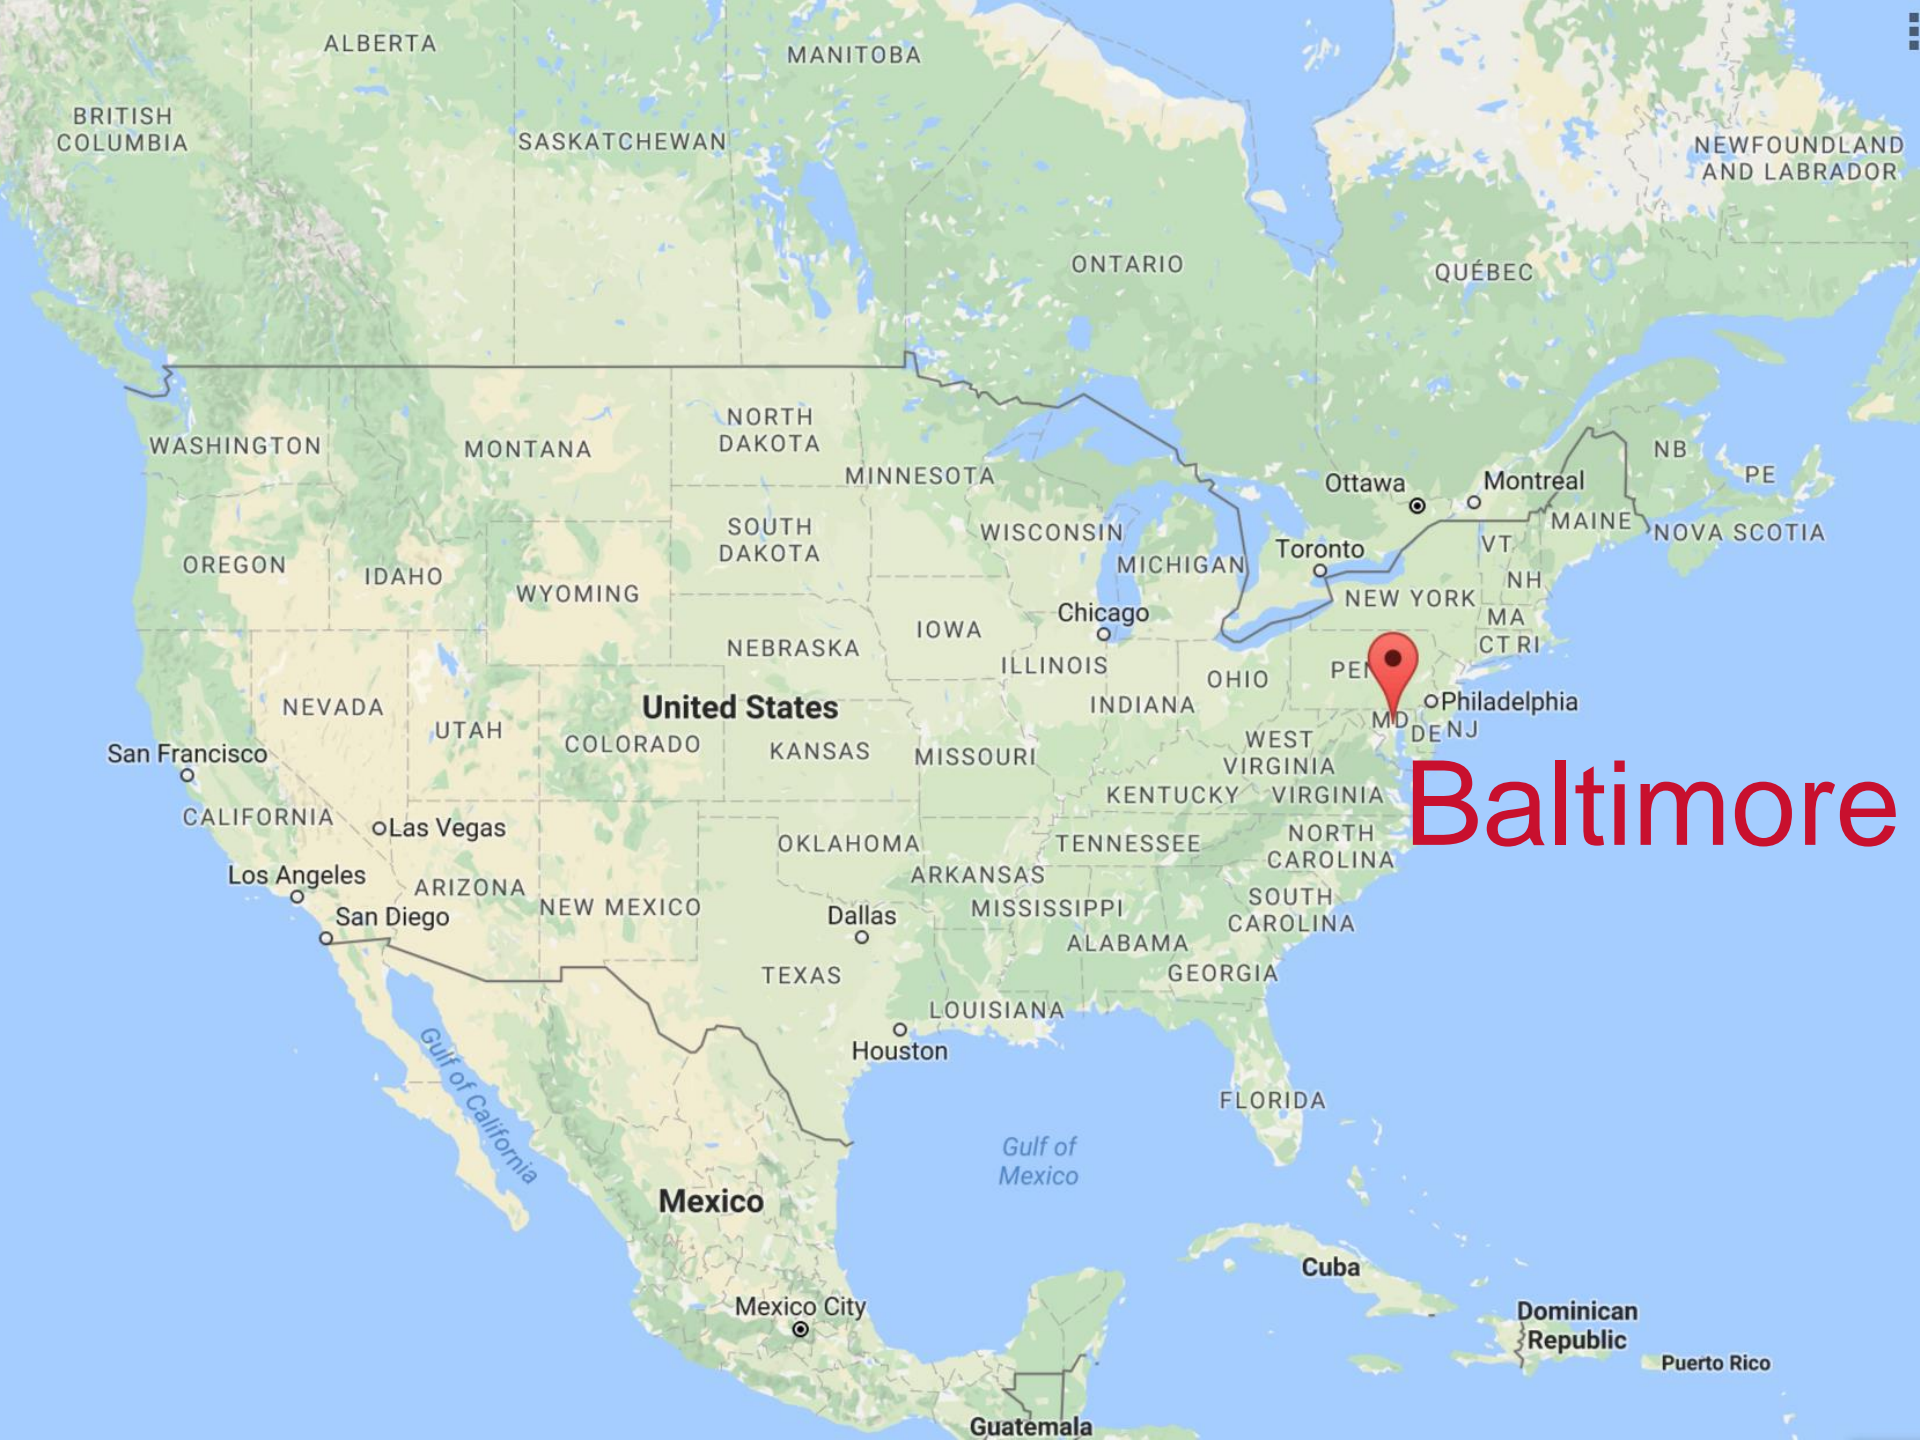 ALBERTA
MANITOBA
BRITISH
COLUMBIA
SASKATCHEWAN
NEWFOUNDLAND
AND LABRADOR
ONTARIO
QUÉBEC
NORTH
DAKOTA
WASHINGTON
MONTANA
MINNESOTA
NB
PE
Ottawa
Montreal
SOUTH
DAKOTA
WISCONSIN
MAINE
NOVA SCOTIA
VT
Toronto
OREGON
IDAHO
MICHIGAN
NH
WYOMING
NEW YORK
Chicago
MA
IOWA
CT RI
NEBRASKA
ILLINOIS
PEN
OHIO
NEVADA
United States
INDIANA
Philadelphia
MD
DE
NJ
UTAH
COLORADO
KANSAS
MISSOURI
WEST
VIRGINIA
San Francisco
KENTUCKY
VIRGINIA
Baltimore
CALIFORNIA
Las Vegas
OKLAHOMA
TENNESSEE
NORTH
CAROLINA
Los Angeles
ARIZONA
ARKANSAS
NEW MEXICO
San Diego
Dallas
MISSISSIPPI
SOUTH
CAROLINA
ALABAMA
TEXAS
GEORGIA
LOUISIANA
Houston
Gulf of California
FLORIDA
Gulf of
Mexico
Mexico
Cuba
Mexico City
Dominican
Republic
Puerto Rico
Guatemala